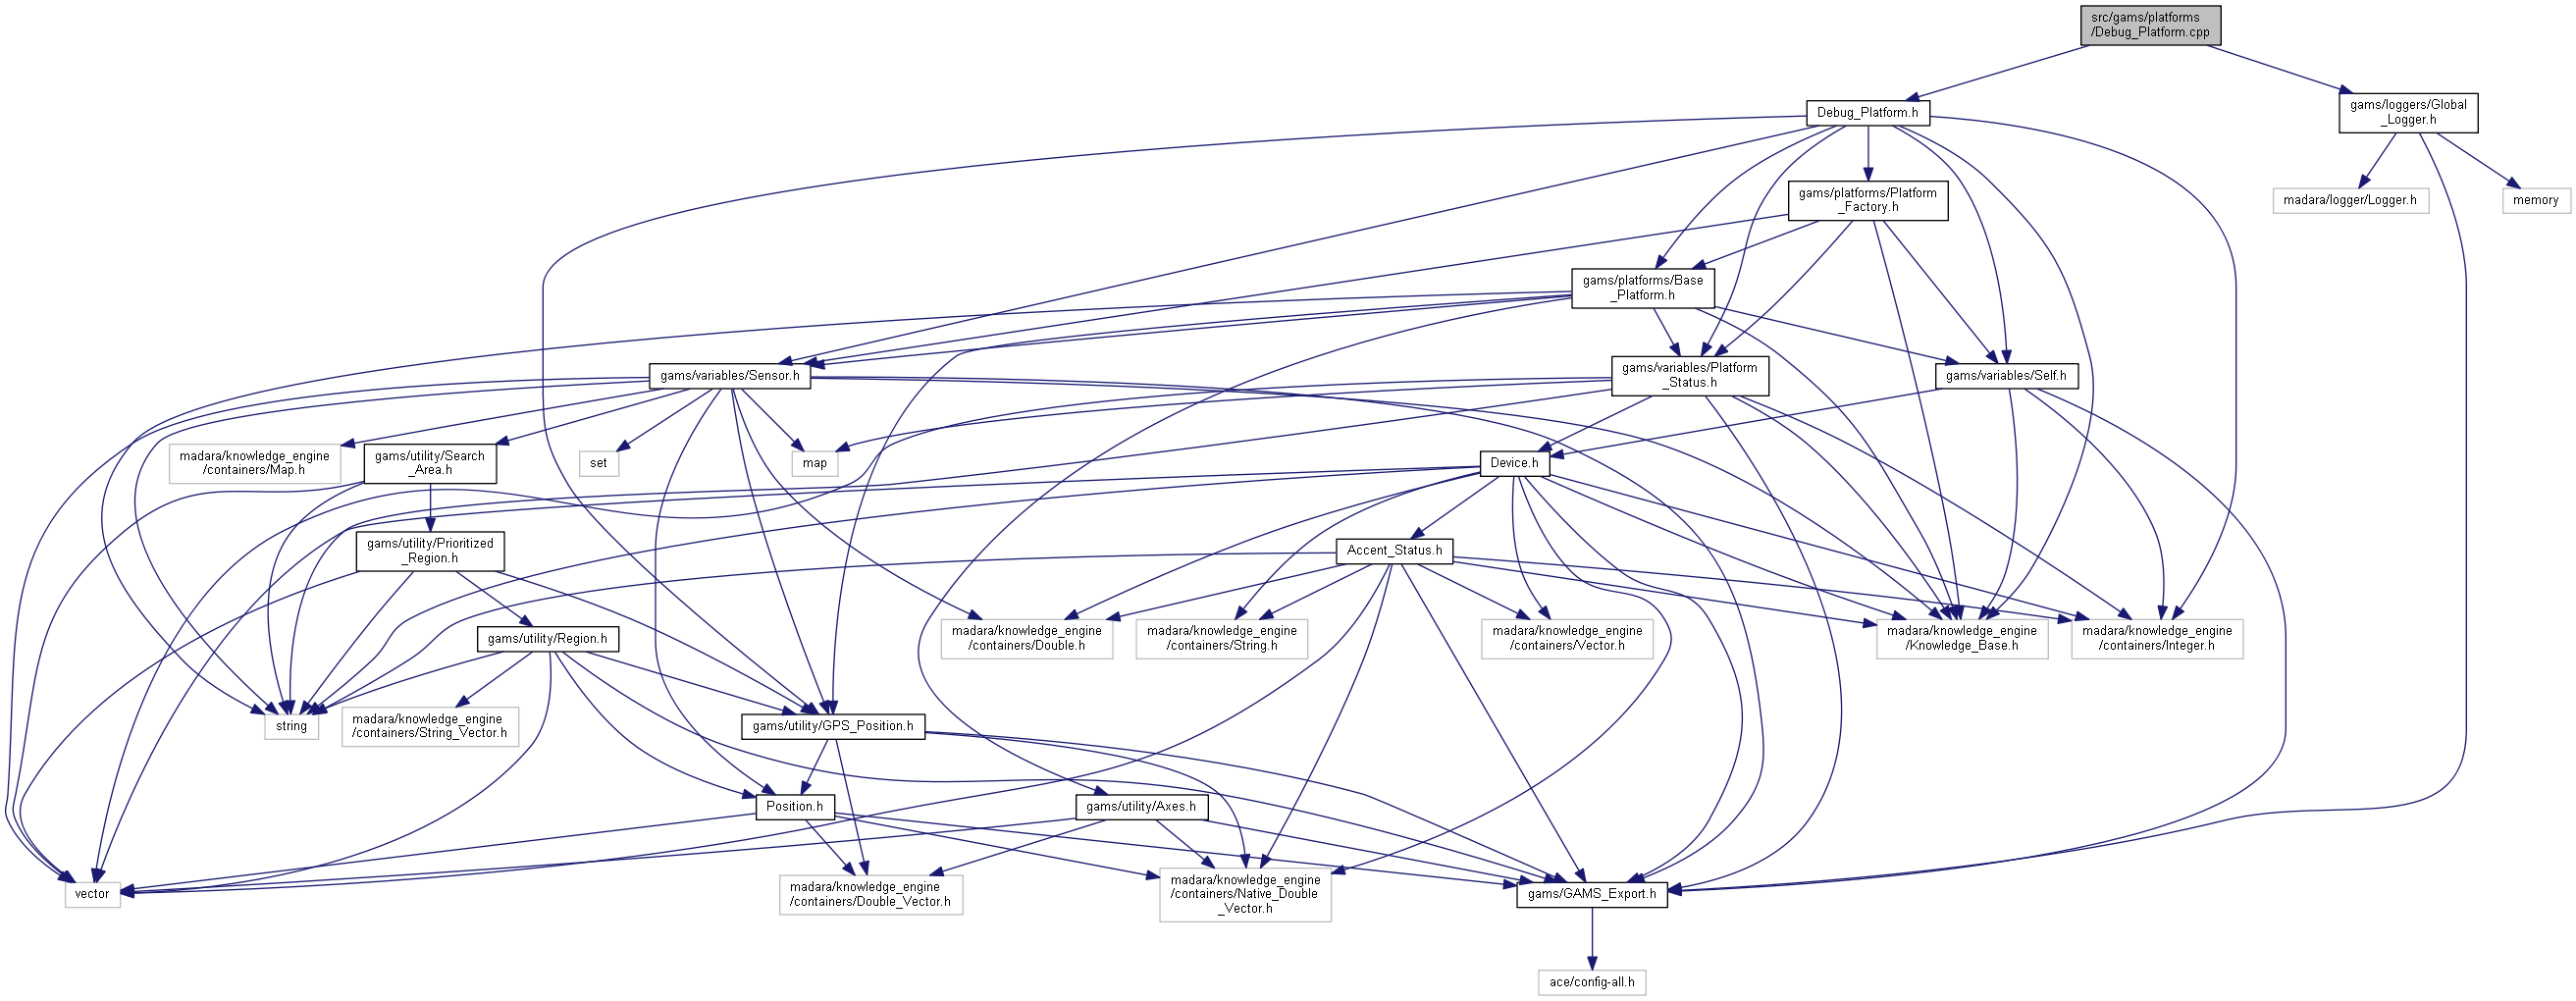 src/gams/platforms
/Debug_Platform.cpp
Debug_Platform.h
gams/loggers/Global
_Logger.h
gams/platforms/Platform
_Factory.h
madara/logger/Logger.h
memory
gams/platforms/Base
_Platform.h
gams/variables/Sensor.h
gams/variables/Platform
_Status.h
gams/variables/Self.h
madara/knowledge_engine
/containers/Map.h
gams/utility/Search
_Area.h
set
map
Device.h
gams/utility/Prioritized
_Region.h
Accent_Status.h
gams/utility/Region.h
madara/knowledge_engine
/containers/Double.h
madara/knowledge_engine
/containers/String.h
madara/knowledge_engine
/containers/Vector.h
madara/knowledge_engine
/Knowledge_Base.h
madara/knowledge_engine
/containers/Integer.h
string
madara/knowledge_engine
/containers/String_Vector.h
gams/utility/GPS_Position.h
Position.h
gams/utility/Axes.h
vector
madara/knowledge_engine
/containers/Double_Vector.h
madara/knowledge_engine
/containers/Native_Double
_Vector.h
gams/GAMS_Export.h
ace/config-all.h